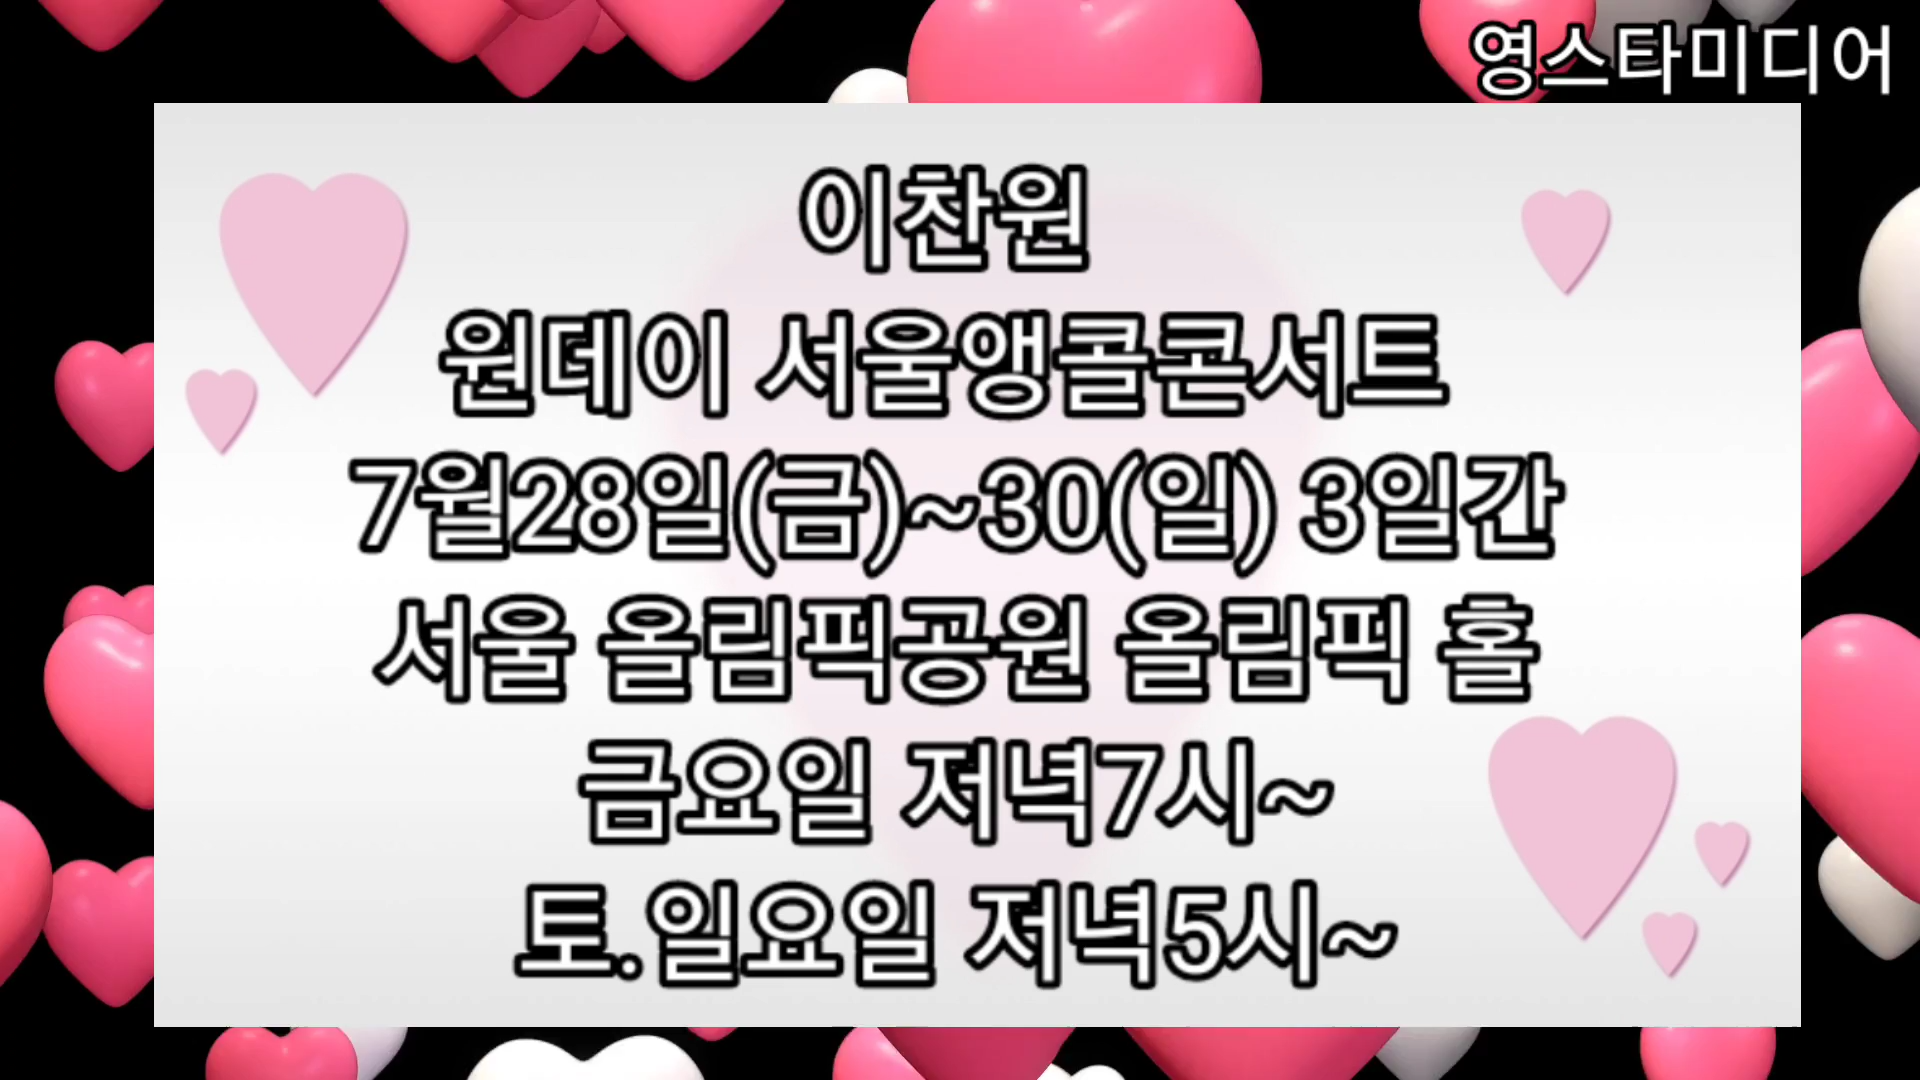 영스타미디어
이찬원
원데이 서울앵콜콘서트
7월28일(금)~30(일) 3일간
서울 올림픽공원 올림픽 홀
금요일 저녁7시~
토.일요일 저녁5시~